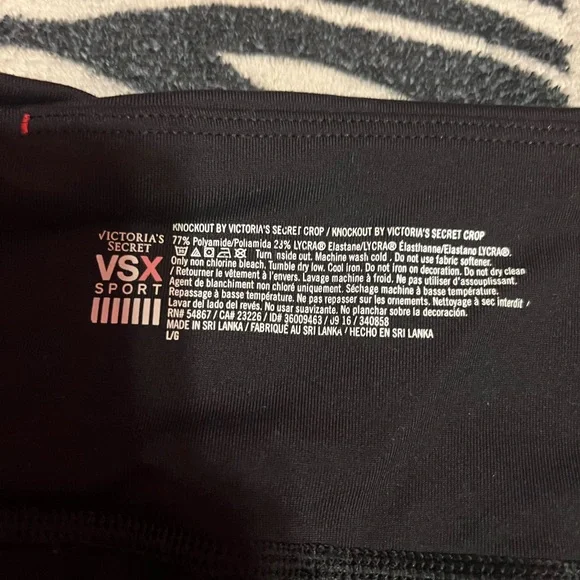 VICTORIA'S
SECRET
VSX
SPORT
KNOCKOUT BY VICTORIA'S SECRET CROP / KNOCKOUT BY VICTORIA'S SECRET CROP
77% Polyamide/Poliamida 23% LYCRA® Elastane/LYCRA® Élasthanne/Elastano LYCRA®.
Turn inside out. Machine wash cold. Do not use fabric softener.
Only non chlorine bleach. Tumble dry low. Cool iron. Do not iron on decoration. Do not dry clean
/ Retourner le vêtement à l'envers. Lavage machine à froid. Ne pas utiliser d'assouplissant.
Agent de blanchiment non chloré uniquement. Séchage machine à basse température.
Repassage à basse température. Ne pas repasser sur les ornements. Nettoyage à sec interdit /
Lavar del lado del revés. No usar suavizante. No planchar sobre la decoración.
RN# 54867 / CA# 23226 / ID# 36009463 / 09 16 / 340858
MADE IN SRI LANKA / FABRIQUÉ AU SRI LANKA / HECHO EN SRI LANKA
L/G